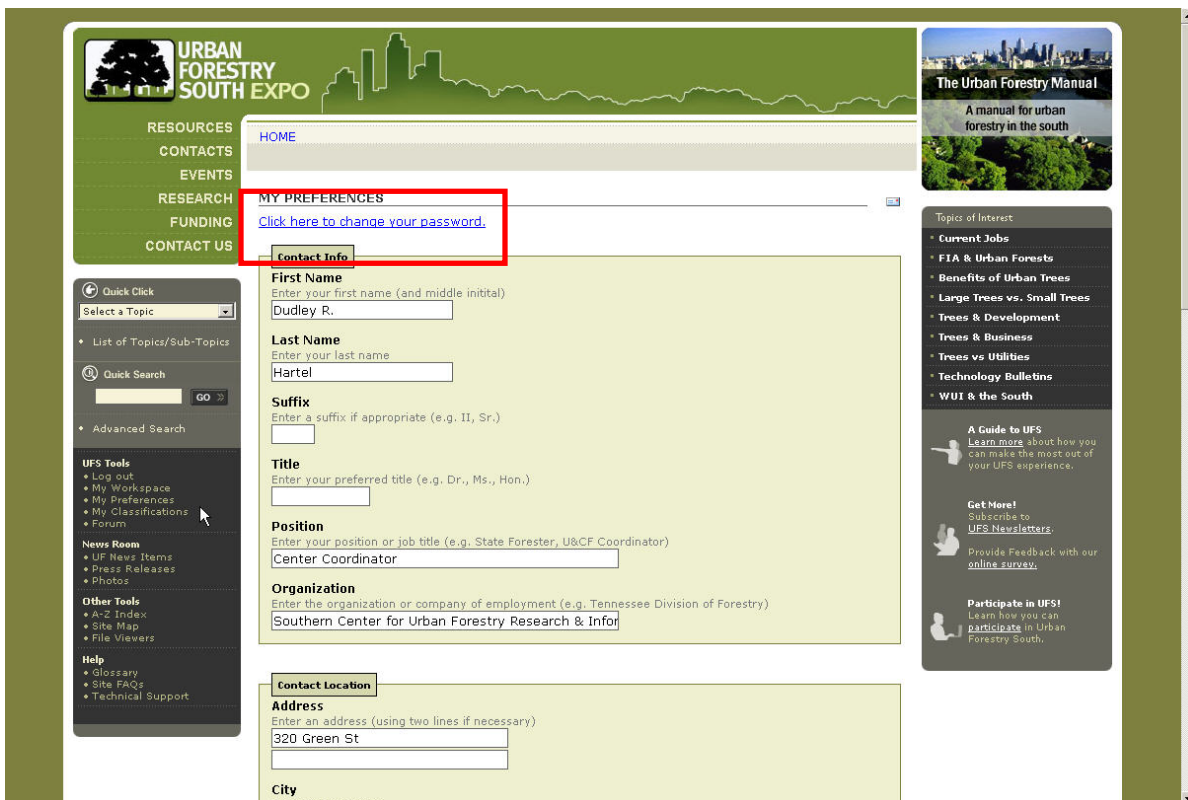 URBAN
FORESTRY
SOUTH EXPO
RESOURCES
CONTACTS
EVENTS
RESEARCH
FUNDING
CONTACT US
Quick Click
Select a Topic
List of Topics/Sub-Topics
Quick Search
GO »
Advanced Search
UFS Tools
Log out
My Workspace
My Preferences
My Classifications
Forum
News Room
UF News Items
Press Releases
Photos
Other Tools
A-Z Index
Site Map
File Viewers
Help
Glossary
Site FAQs
Technical Support
HOME
MY PREFERENCES
Click here to change your password.
Contact Info
First Name
Enter your first name (and middle initital)
Dudley R.
Last Name
Enter your last name
Hartel
Suffix
Enter a suffix if appropriate (e.g. II, Sr.)
Title
Enter your preferred title (e.g. Dr., Ms., Hon.)
Position
Enter your position or job title (e.g. State Forester, U&CF Coordinator)
Center Coordinator
Organization
Enter the organization or company of employment (e.g. Tennessee Division of Forestry)
Southern Center for Urban Forestry Research & Infor
Contact Location
Address
Enter an address (using two lines if necessary)
320 Green St
City
The Urban Forestry Manual
A manual for urban
forestry in the south
Topics of Interest
Current Jobs
FIA & Urban Forests
Benefits of Urban Trees
Large Trees vs. Small Trees
Trees & Development
Trees & Business
Trees vs Utilities
Technology Bulletins
WUI & the South
A Guide to UFS
Learn more about how you
can make the most out of
your UFS experience.
Get More!
Subscribe to
UFS Newsletters.
Provide Feedback with our
online survey.
Participate in UFS!
Learn how you can
participate in Urban
Forestry South.